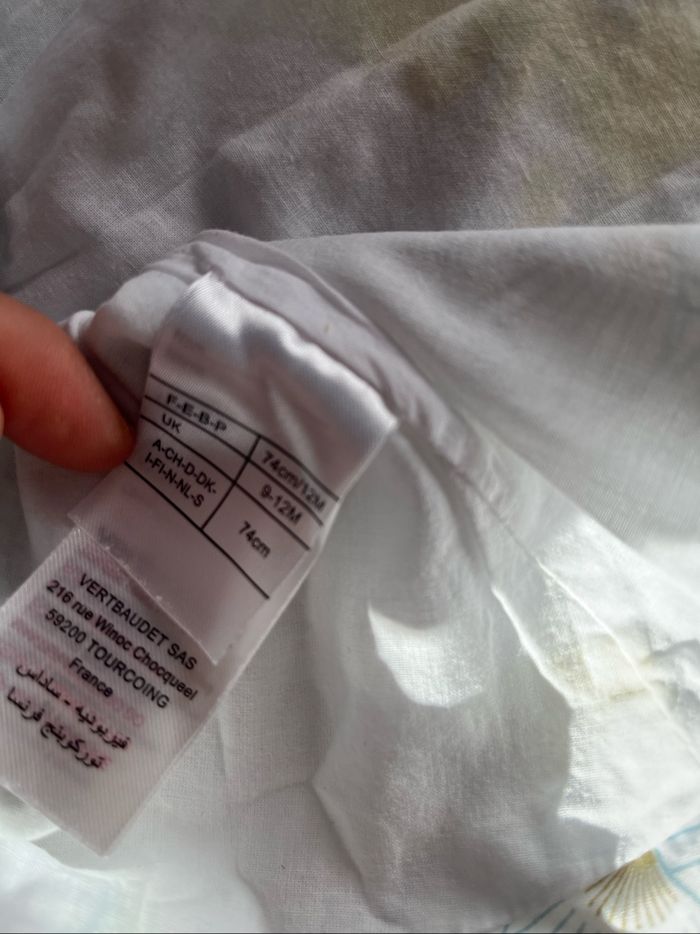 F-E-B-P
74cm/12M
UK
9-12M
A-CH-D-DK-
I-FI-N-NL-S
74cm
VERTBAUDET SAS
216 rue Winoc Chocqueel
59200 TOURCOING
France
فيربوديه - ساداس
توركوينج فرنسا